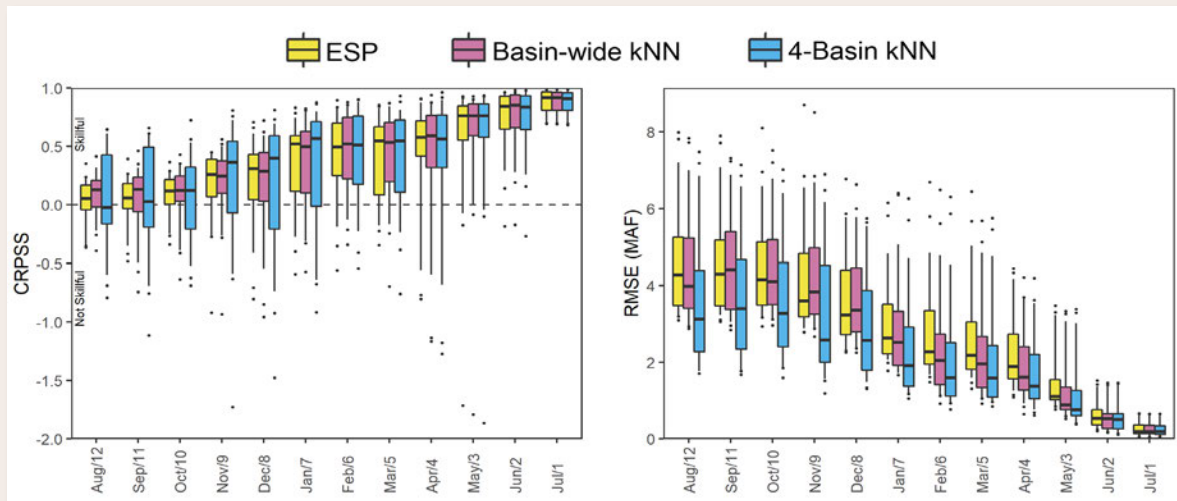 ESP Basin-wide kNN 4-Basin kNN
CRPSS
Skillful
Not Skillful
1.0
0.5
0.0
-0.5
-1.0
-1.5
-2.0
Aug/12 Sep/11 Oct/10 Nov/9 Dec/8 Jan/7 Feb/6 Mar/5 Apr/4 May/3 Jun/2 Jul/1
RMSE (MAF)
8
6
4
2
0
Aug/12 Sep/11 Oct/10 Nov/9 Dec/8 Jan/7 Feb/6 Mar/5 Apr/4 May/3 Jun/2 Jul/1